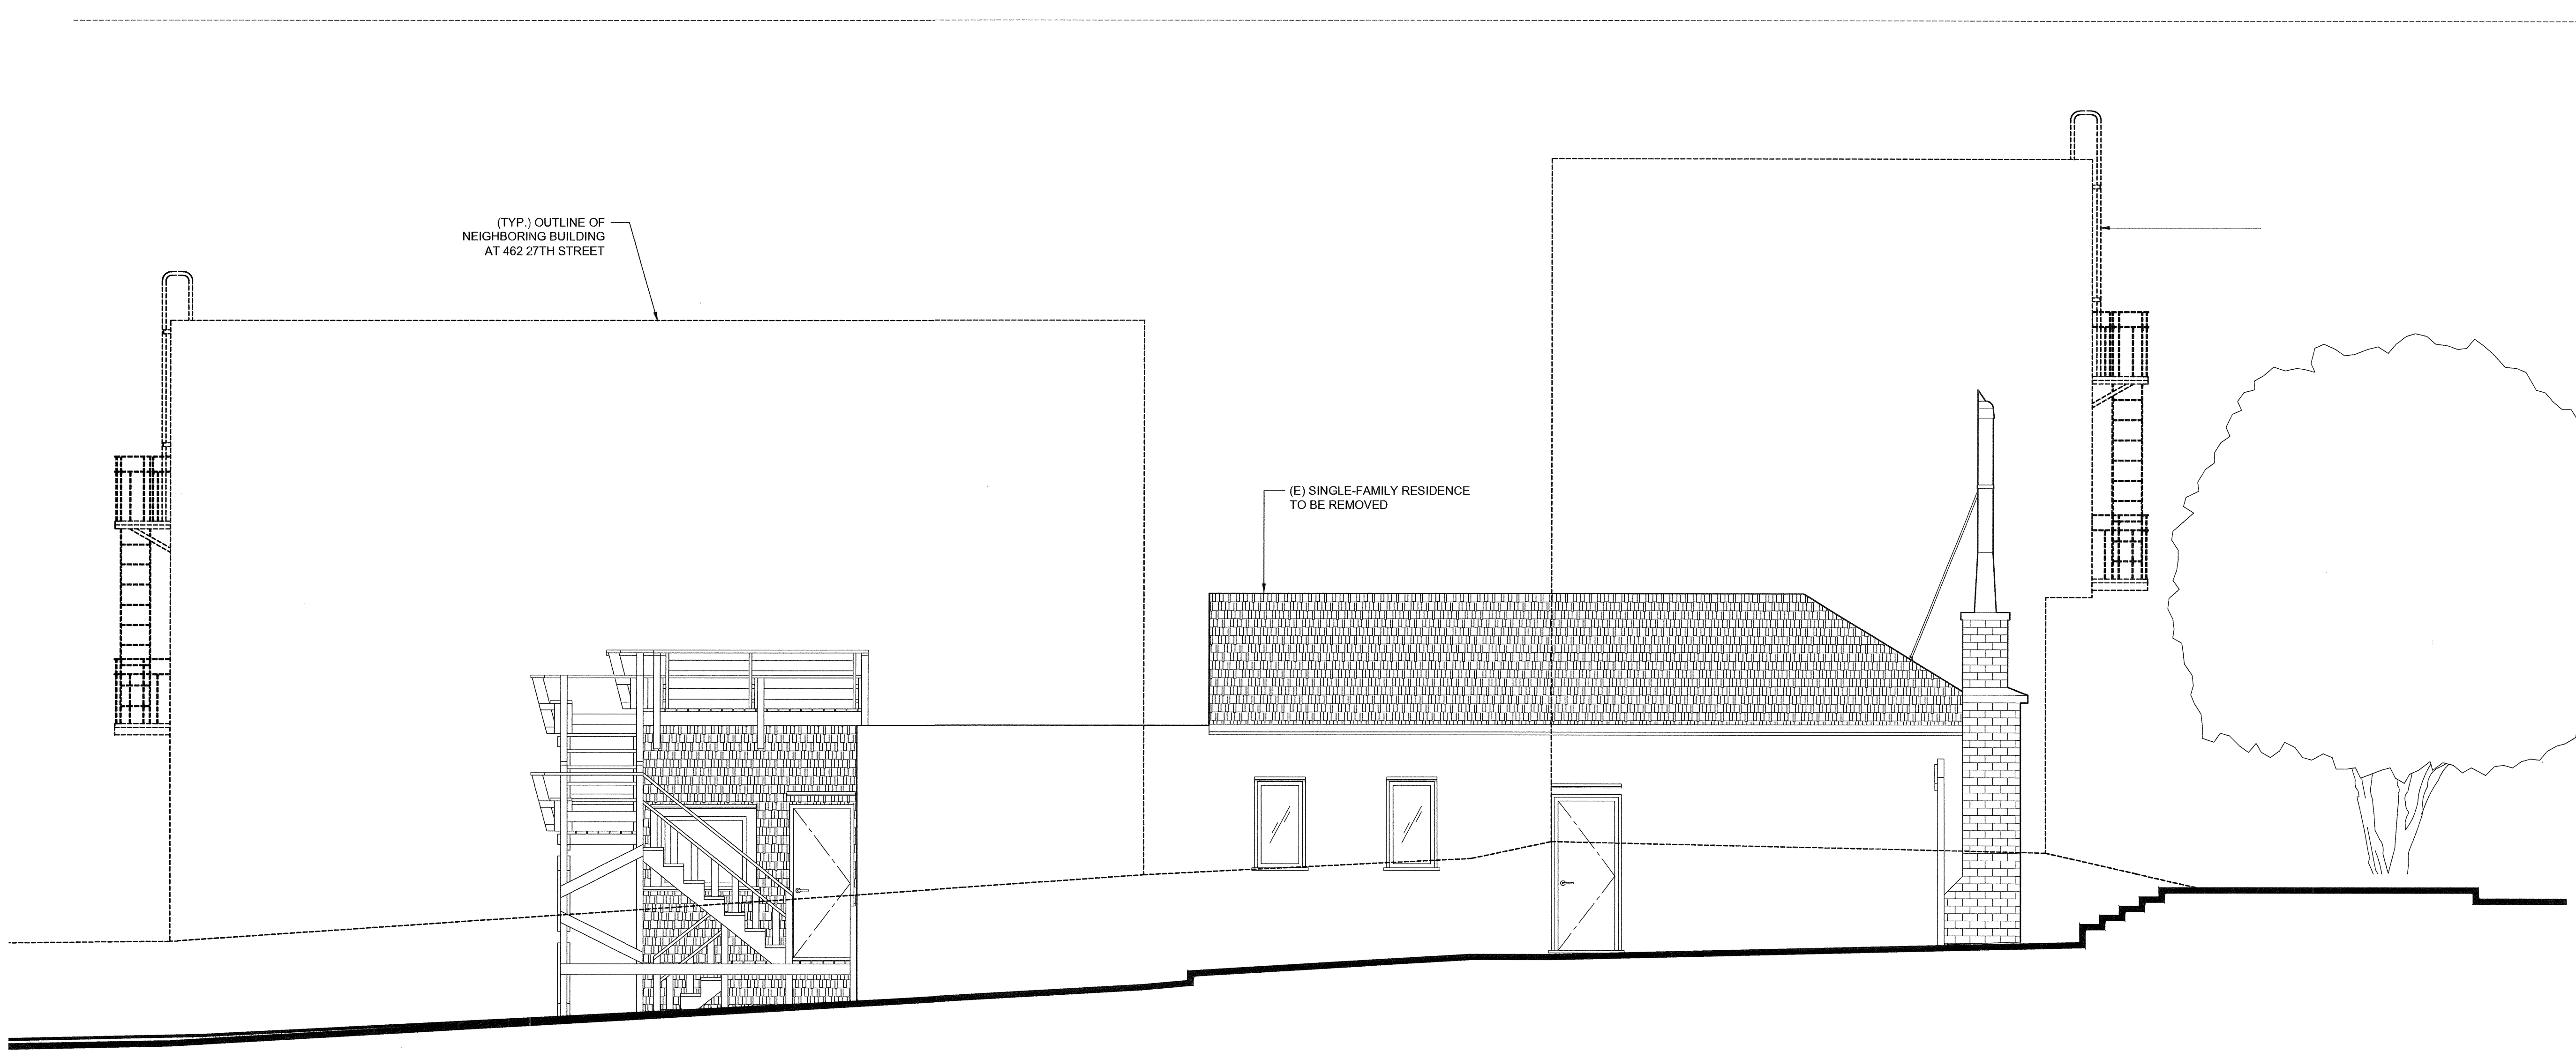 (TYP.) OUTLINE OF
NEIGHBORING BUILDING
AT 462 27TH STREET
(E) SINGLE-FAMILY RESIDENCE
TO BE REMOVED